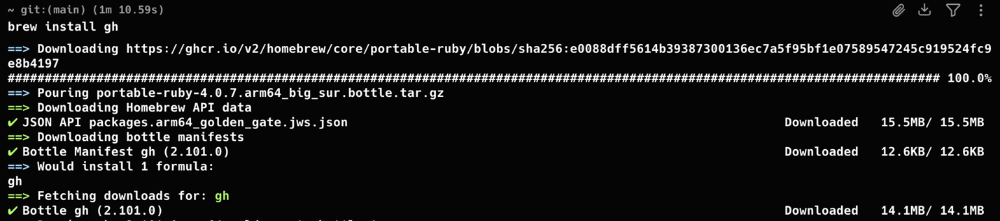 ~ git:(main) (1m 10.59s)
brew install gh
==> Downloading https://ghcr.io/v2/homebrew/core/portable-ruby/blobs/sha256:e0088dff5614b39387300136ec7a5f95bf1e07589547245c919524fc9
e8b4197
############################################################################################################################## 100.0%
==> Pouring portable-ruby-4.0.7.arm64_big_sur.bottle.tar.gz
==> Downloading Homebrew API data
✔ JSON API packages.arm64_golden_gate.jws.json Downloaded 15.5MB/ 15.5MB
==> Downloading bottle manifests
✔ Bottle Manifest gh (2.101.0) Downloaded 12.6KB/ 12.6KB
==> Would install 1 formula:
gh
==> Fetching downloads for: gh
✔ Bottle gh (2.101.0) Downloaded 14.1MB/ 14.1MB